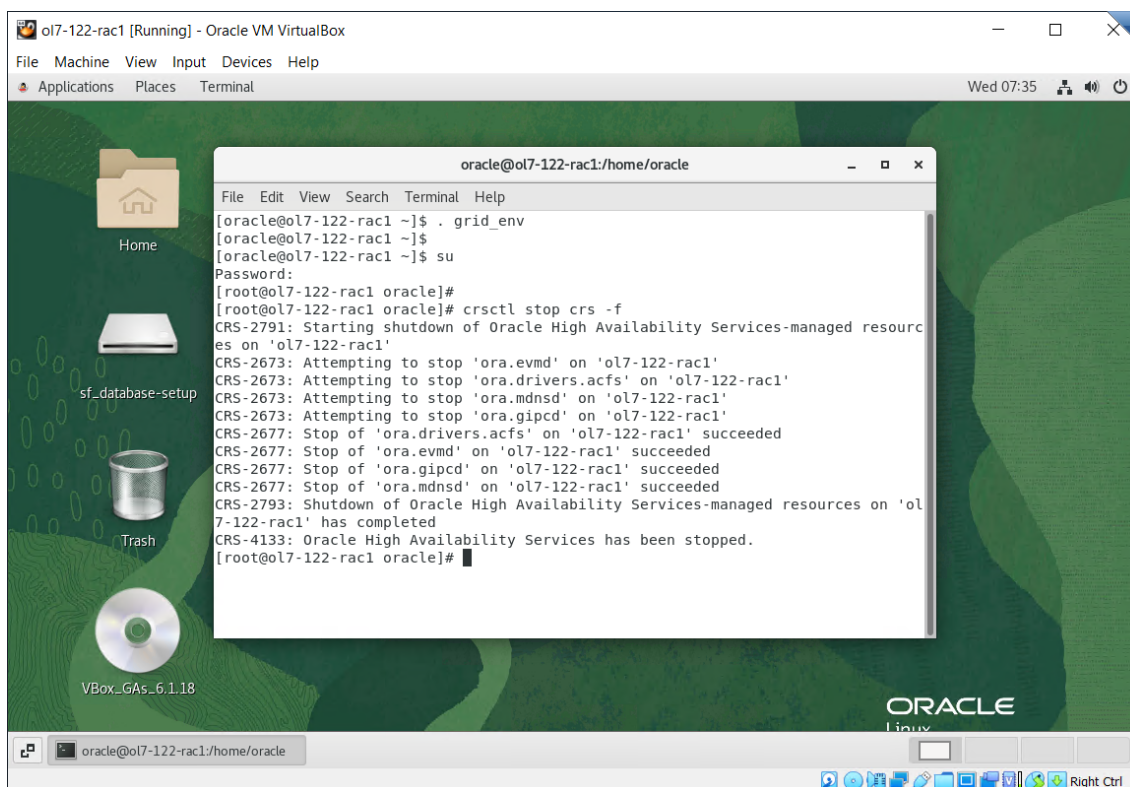 ol7-122-rac1 [Running] - Oracle VM VirtualBox
File Machine View Input Devices Help
Applications Places Terminal Wed 07:35
oracle@ol7-122-rac1:/home/oracle
File Edit View Search Terminal Help
[oracle@ol7-122-rac1 ~]$ . grid_env
[oracle@ol7-122-rac1 ~]$
[oracle@ol7-122-rac1 ~]$ su
Password:
[root@ol7-122-rac1 oracle]#
[root@ol7-122-rac1 oracle]# crsctl stop crs -f
CRS-2791: Starting shutdown of Oracle High Availability Services-managed resourc
es on 'ol7-122-rac1'
CRS-2673: Attempting to stop 'ora.evmd' on 'ol7-122-rac1'
CRS-2673: Attempting to stop 'ora.drivers.acfs' on 'ol7-122-rac1'
CRS-2673: Attempting to stop 'ora.mdnsd' on 'ol7-122-rac1'
CRS-2673: Attempting to stop 'ora.gipcd' on 'ol7-122-rac1'
CRS-2677: Stop of 'ora.drivers.acfs' on 'ol7-122-rac1' succeeded
CRS-2677: Stop of 'ora.evmd' on 'ol7-122-rac1' succeeded
CRS-2677: Stop of 'ora.gipcd' on 'ol7-122-rac1' succeeded
CRS-2677: Stop of 'ora.mdnsd' on 'ol7-122-rac1' succeeded
CRS-2793: Shutdown of Oracle High Availability Services-managed resources on 'ol
7-122-rac1' has completed
CRS-4133: Oracle High Availability Services has been stopped.
[root@ol7-122-rac1 oracle]#
Home
sf_database-setup
Trash
VBox_GAs_6.1.18
ORACLE
Linux
oracle@ol7-122-rac1:/home/oracle
Right Ctrl